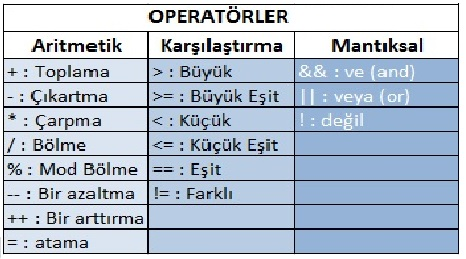 OPERATÖRLER
Aritmetik Karşılaştırma Mantıksal
+ : Toplama > : Büyük && : ve (and)
- : Çıkartma >= : Büyük Eşit || : veya (or)
* : Çarpma < : Küçük ! : değil
/ : Bölme <= : Küçük Eşit
% : Mod Bölme == : Eşit
-- : Bir azaltma != : Farklı
++ : Bir arttırma
= : atama